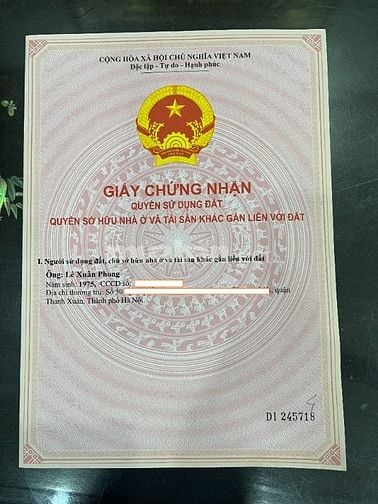 CỘNG HÒA XÃ HỘI CHỦ NGHĨA VIỆT NAM
Độc lập - Tự do - Hạnh phúc
GIẤY CHỨNG NHẬN
QUYỀN SỬ DỤNG ĐẤT
QUYỀN SỞ HỮU NHÀ Ở VÀ TÀI SẢN KHÁC GẮN LIỀN VỚI ĐẤT
I. Người sử dụng đất, chủ sở hữu nhà ở và tài sản khác gắn liền với đất
Ông: Lê Xuân Phong
Năm sinh: 1975, CCCD số:
Địa chỉ thường trú: Số 50 quận
Thanh Xuân, Thành phố Hà Nội.
DI 245718